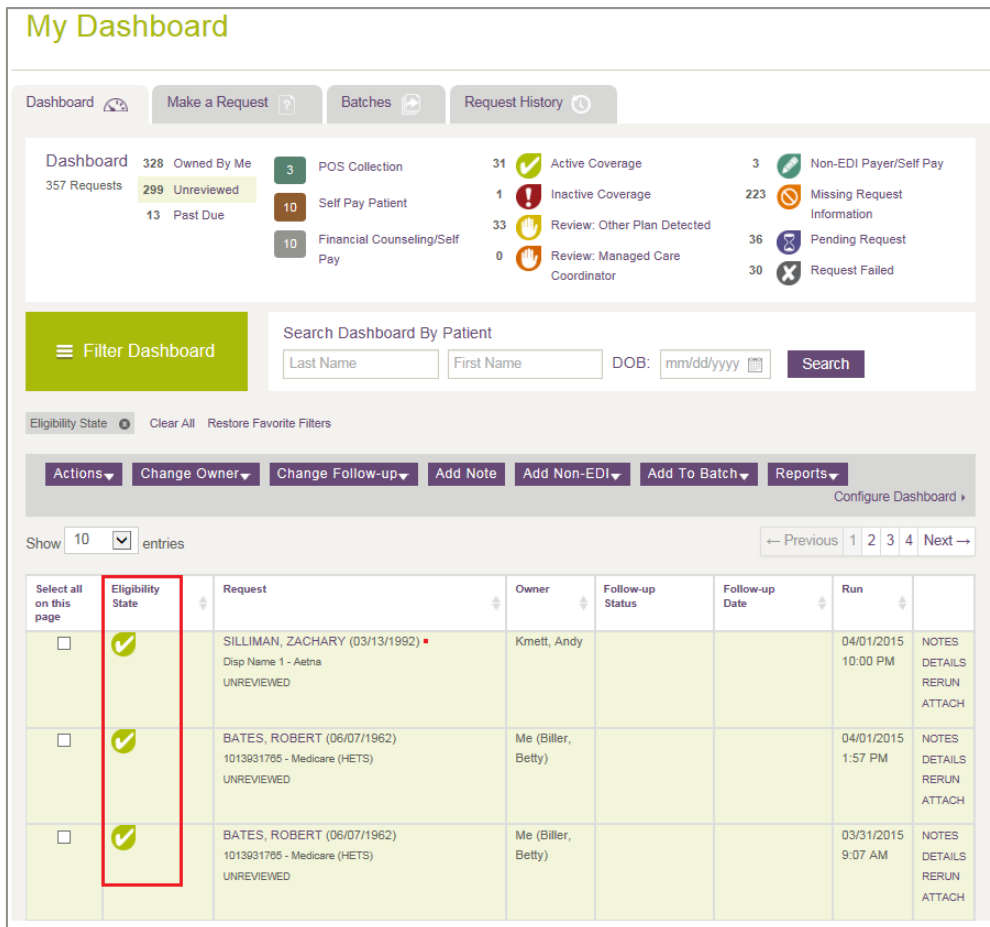 My Dashboard
Dashboard
Make a Request
Batches
Request History
Dashboard
357 Requests
328 Owned By Me
299 Unreviewed
13 Past Due
3 POS Collection
10 Self Pay Patient
10 Financial Counseling/Self
Pay
31 Active Coverage
1 Inactive Coverage
33 Review: Other Plan Detected
0 Review: Managed Care
Coordinator
3 Non-EDI Payer/Self Pay
223 Missing Request
Information
36 Pending Request
30 Request Failed
Filter Dashboard
Search Dashboard By Patient
Last Name First Name DOB: mm/dd/yyyy Search
Eligibility State Clear All Restore Favorite Filters
Actions Change Owner Change Follow-up Add Note Add Non-EDI Add To Batch Reports
Configure Dashboard
Show 10 entries
← Previous 1 2 3 4 Next →
Select all
on this
page
Eligibility
State
Request
Owner
Follow-up
Status
Follow-up
Date
Run
SILLIMAN, ZACHARY (03/13/1992)
Disp Name 1 - Aetna
UNREVIEWED
Kmett, Andy
04/01/2015
10:00 PM
NOTES
DETAILS
RERUN
ATTACH
BATES, ROBERT (06/07/1962)
1013931765 - Medicare (HETS)
UNREVIEWED
Me (Biller,
Betty)
04/01/2015
1:57 PM
NOTES
DETAILS
RERUN
ATTACH
BATES, ROBERT (06/07/1962)
1013931765 - Medicare (HETS)
UNREVIEWED
Me (Biller,
Betty)
03/31/2015
9:07 AM
NOTES
DETAILS
RERUN
ATTACH